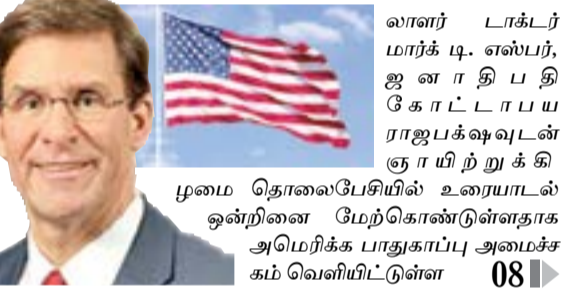 லாளர் டாக்டர்
மார்க் டி. எஸ்பர்,
ஜனாதிபதி
கோட்டாபய
ராஜபக்‌ஷவுடன்
ஞாயிற்றுக்கி
ழமை தொலைபேசியில் உரையாடல்
ஒன்றினை மேற்கொண்டுள்ளதாக
அமெரிக்க பாதுகாப்பு அமைச்ச
கம் வெளியிட்டுள்ள 08